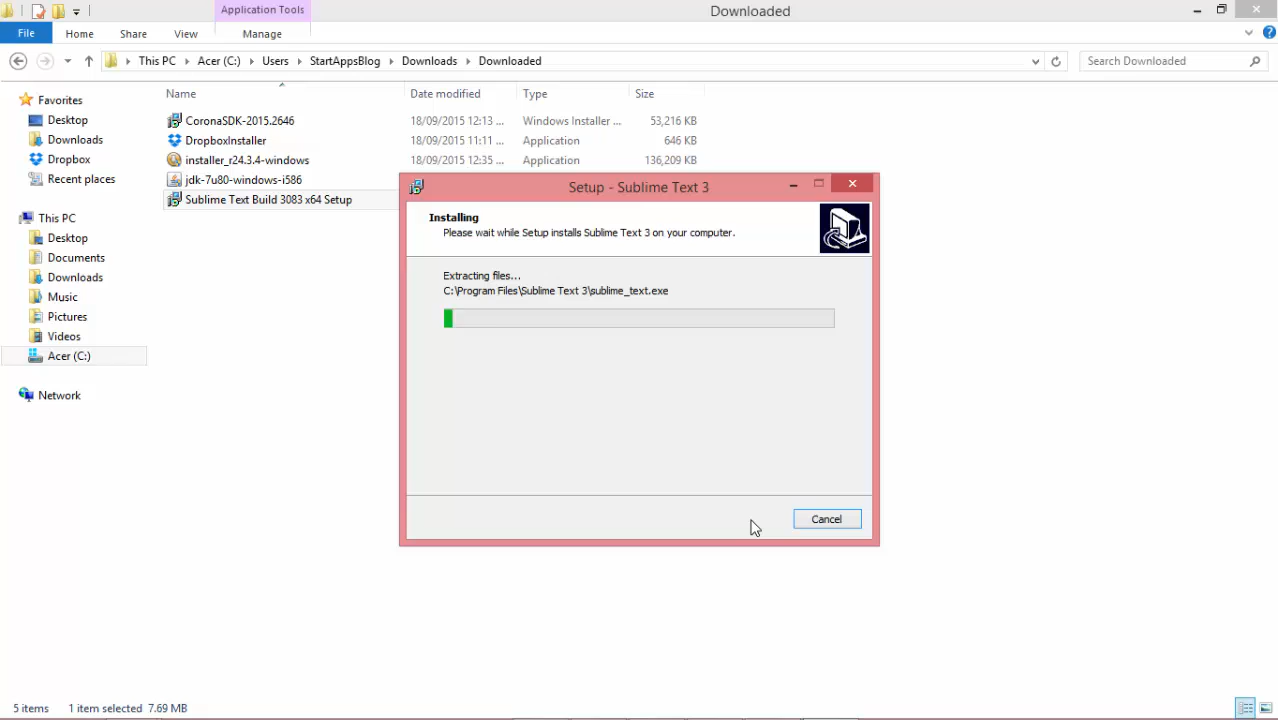 Application Tools
Downloaded
File Home Share View Manage
This PC Acer (C:) Users StartAppsBlog Downloads Downloaded
Search Downloaded
Name Date modified Type Size
Favorites
Desktop
Downloads
Dropbox
Recent places
This PC
Desktop
Documents
Downloads
Music
Pictures
Videos
Acer (C:)
Network
CoronaSDK-2015.2646 18/09/2015 12:13 ... Windows Installer ... 53,216 KB
DropboxInstaller 18/09/2015 11:11 ... Application 646 KB
installer_r24.3.4-windows 18/09/2015 12:35 ... Application 136,209 KB
jdk-7u80-windows-i586
Sublime Text Build 3083 x64 Setup
Setup - Sublime Text 3
Installing
Please wait while Setup installs Sublime Text 3 on your computer.
Extracting files...
C:\Program Files\Sublime Text 3\sublime_text.exe
Cancel
5 items 1 item selected 7.69 MB